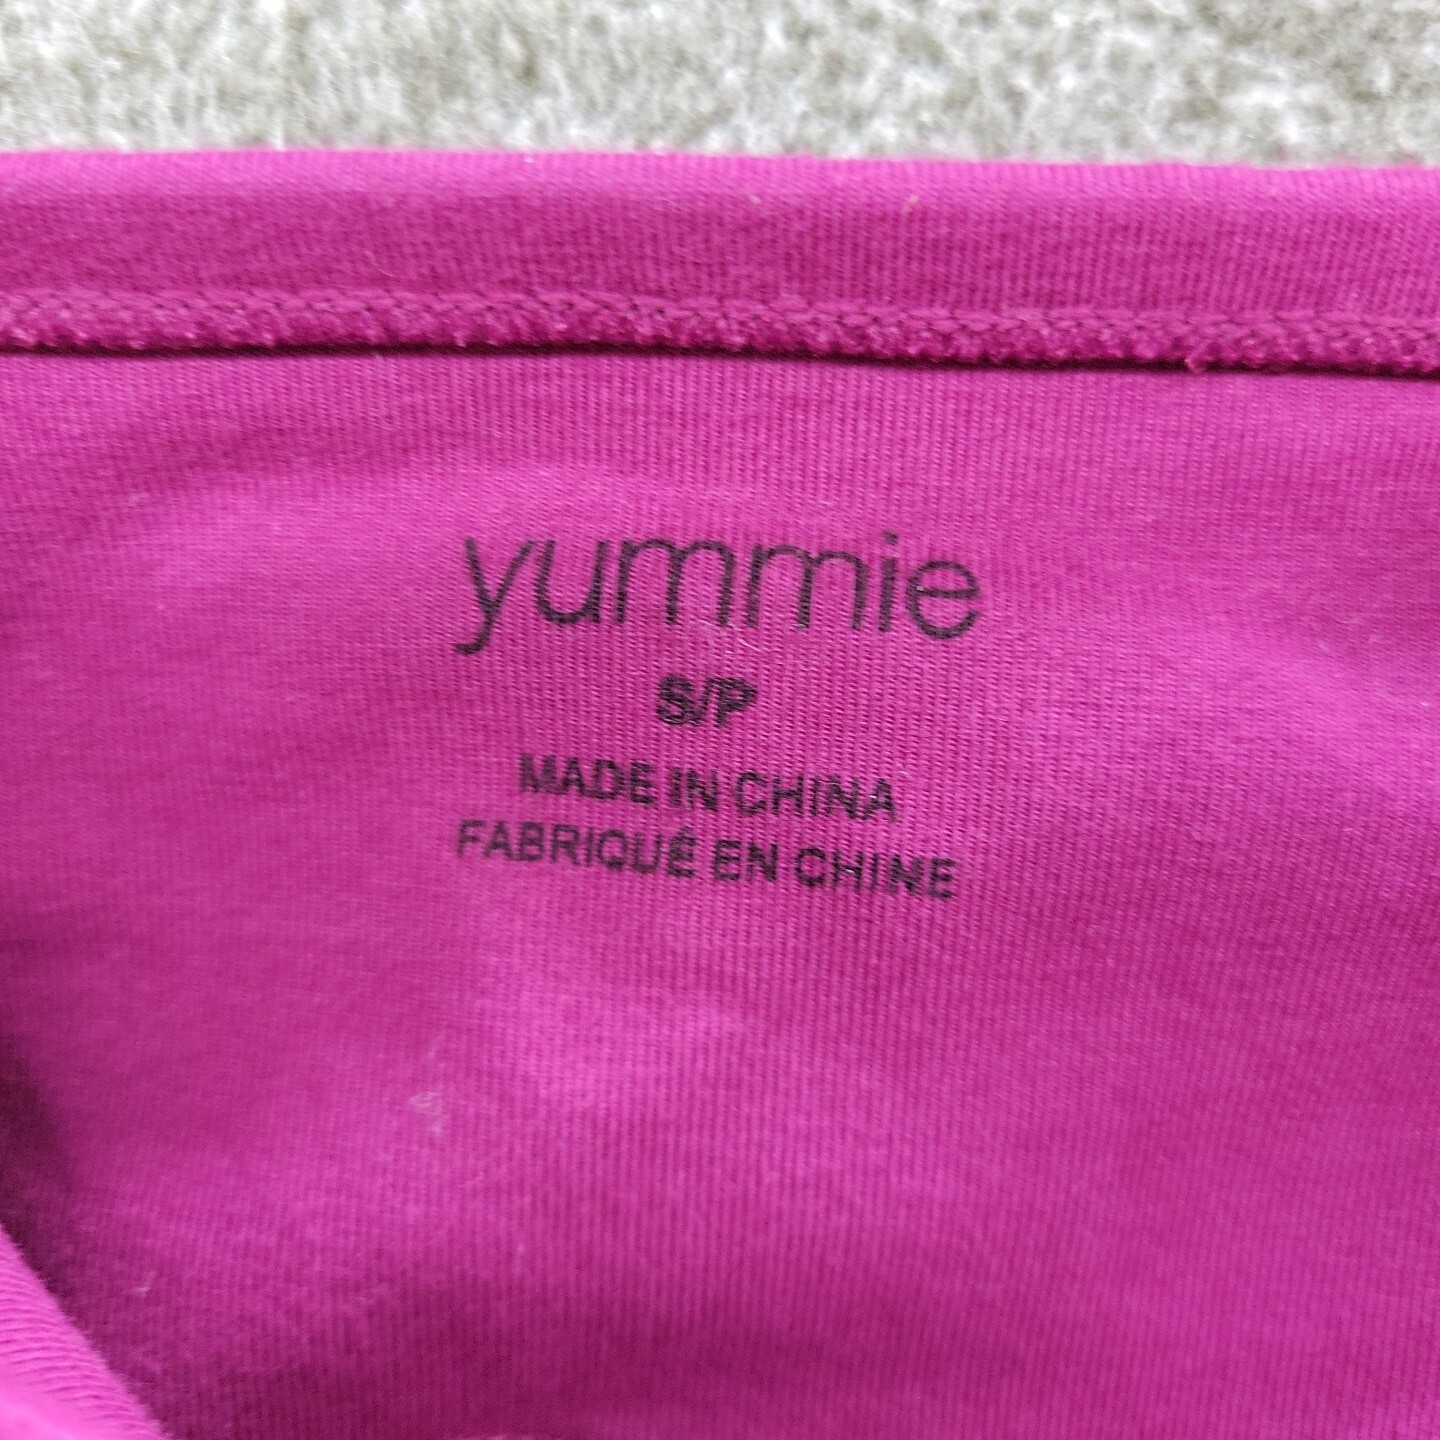 yummie
S/P
MADE IN CHINA
FABRIQUÉ EN CHINE